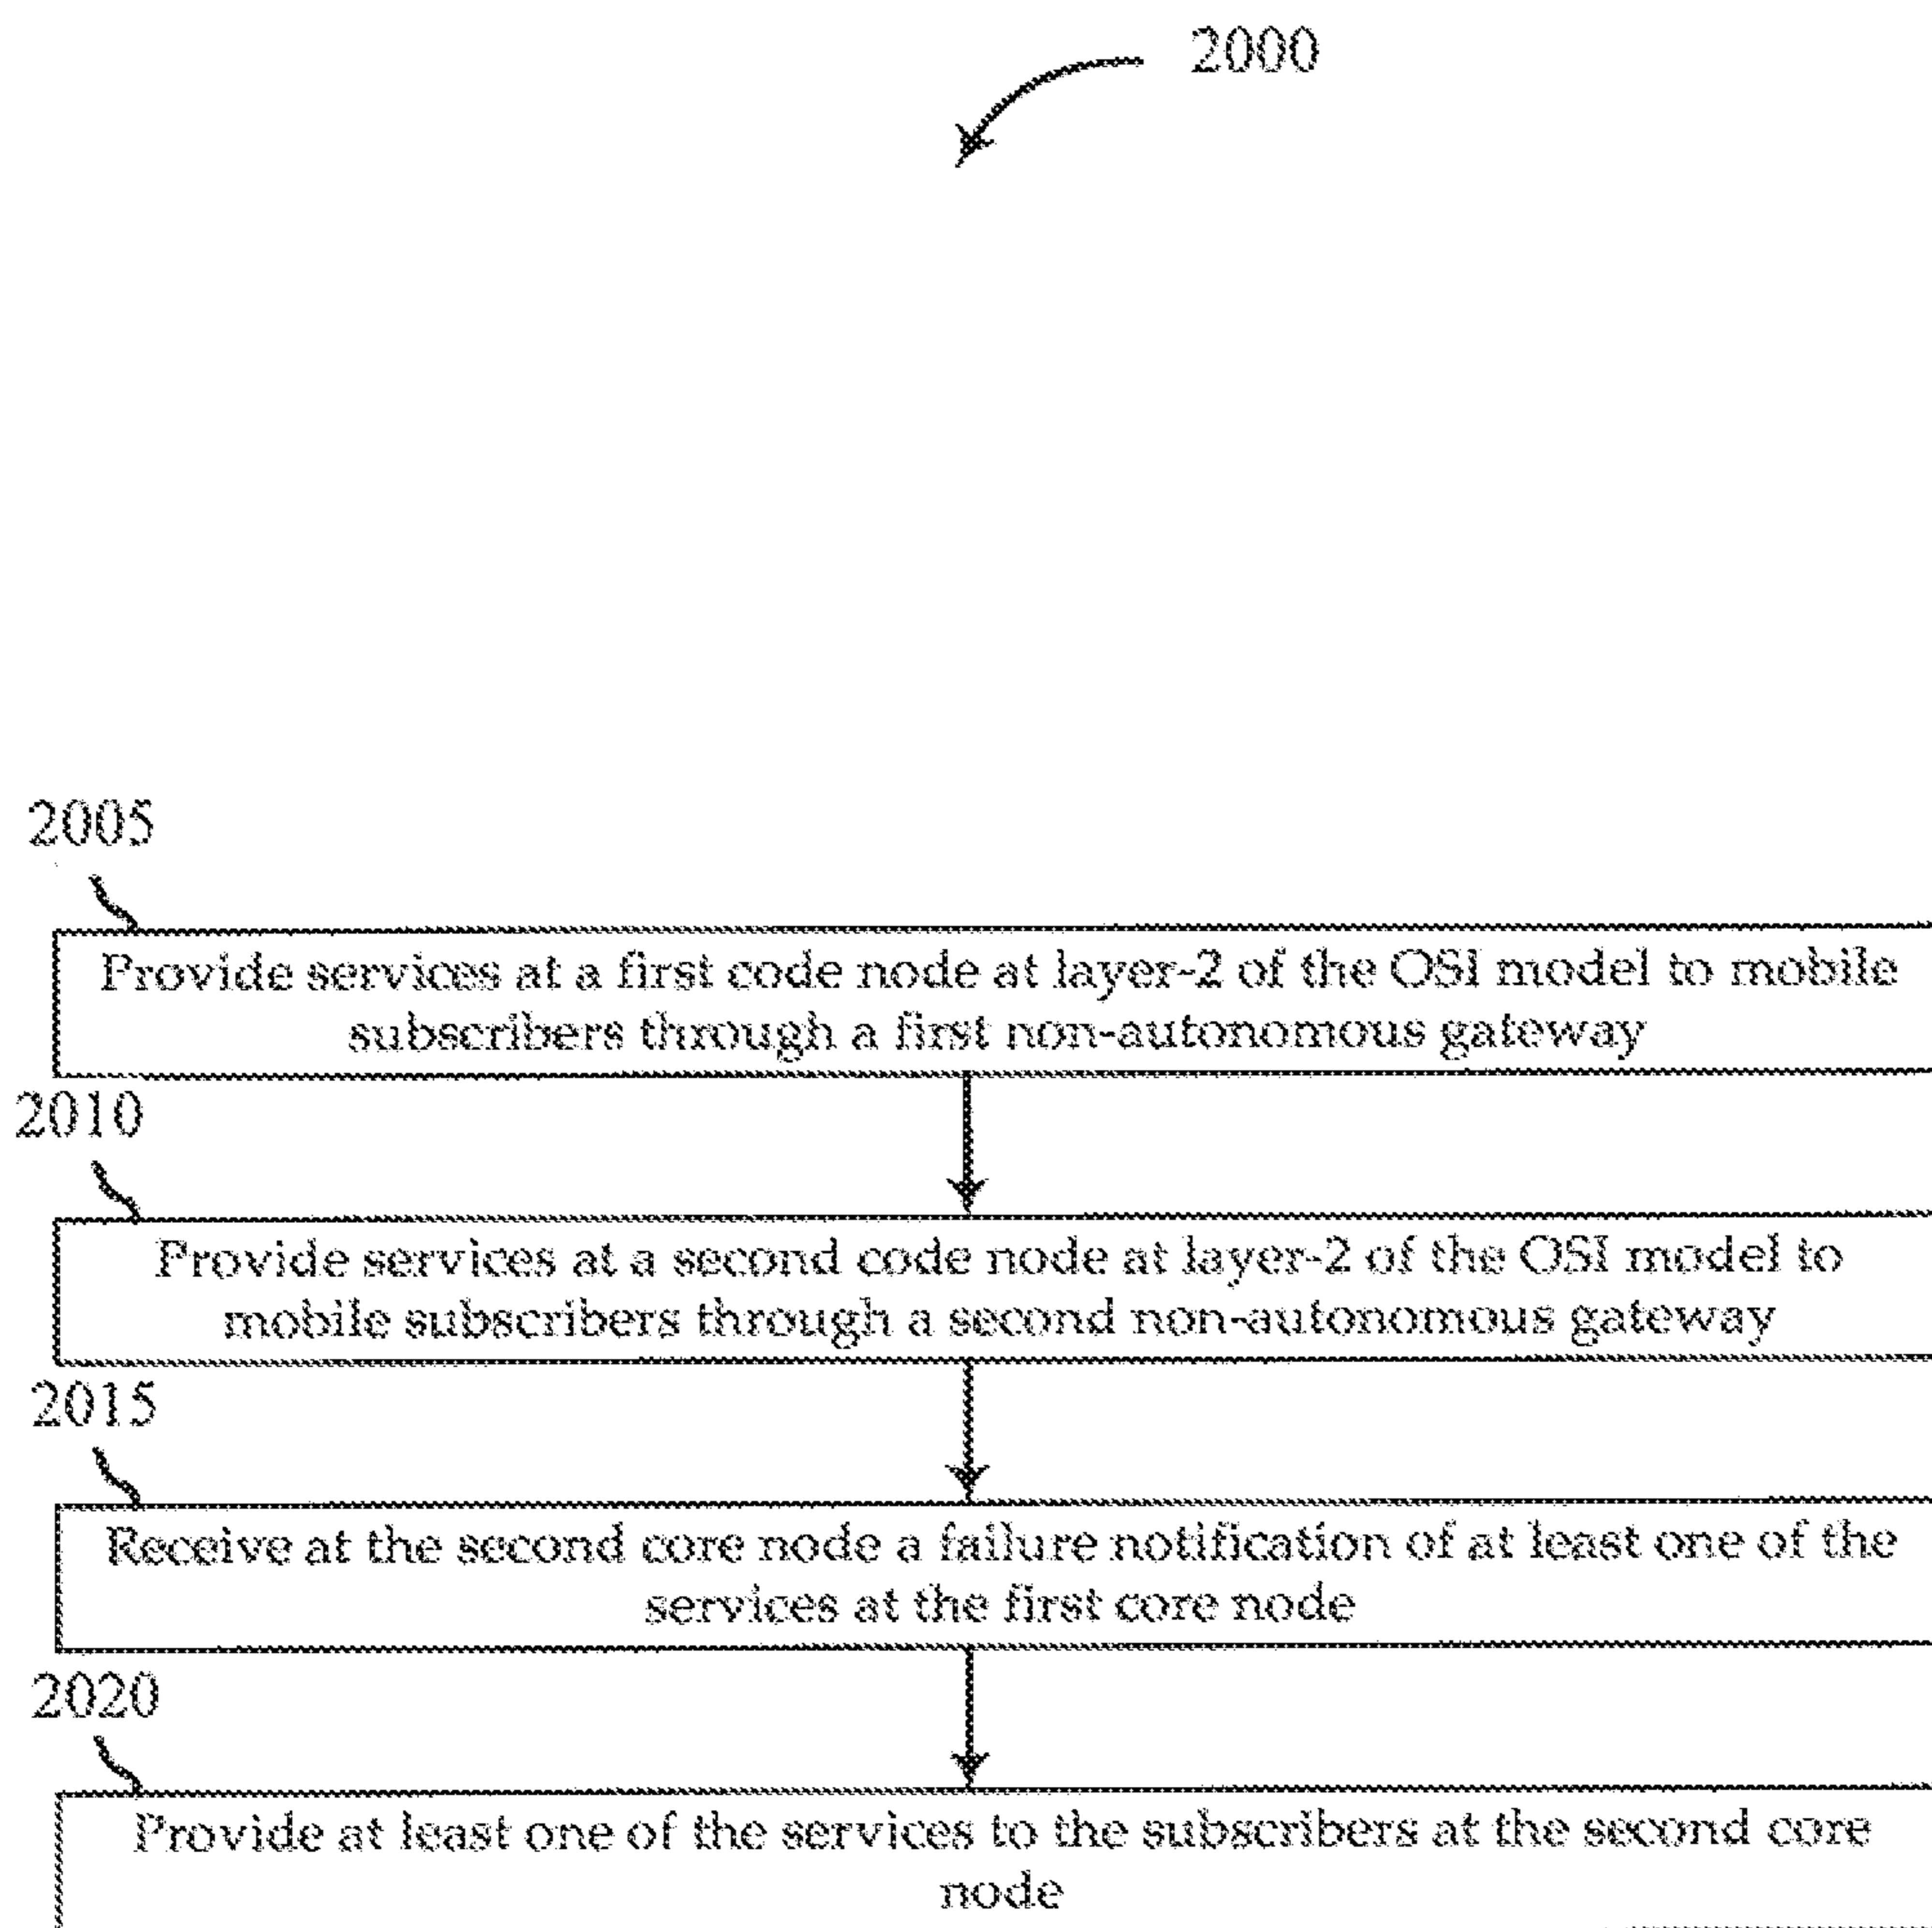 2000
2005
Provide services at a first code node at layer-2 of the OSI model to mobile
subscribers through a first non-autonomous gateway
2010
Provide services at a second code node at layer-2 of the OSI model to
mobile subscribers through a second non-autonomous gateway
2015
Receive at the second core node a failure notification of at least one of the
services at the first core node
2020
Provide at least one of the services to the subscribers at the second core
node